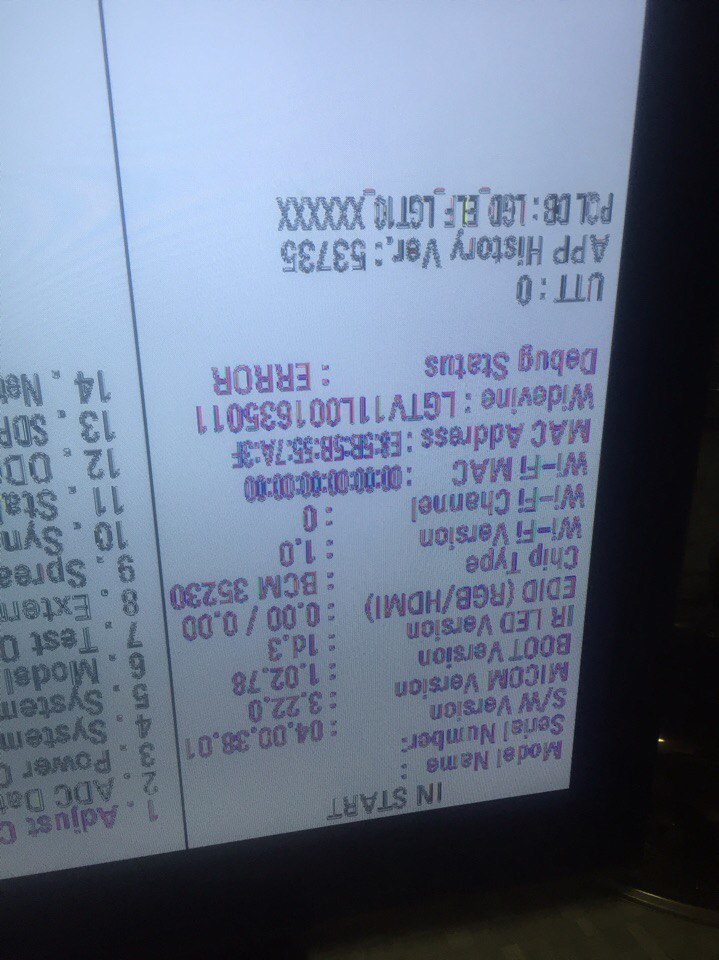 IN START
Model Name :
Serial Number:
S/W Version : 04.00.38.01
MICOM Version : 3.22.0
BOOT Version : 1.02.78
IR LED Version : 1d.3
EDID (RGB/HDMI) : 0.00 / 0.00
Chip Type : BCM 35230
Wi-Fi Version : 1.0
Wi-Fi Channel : 0
Wi-Fi MAC : 00:00:00:00:00
MAC Address : E8:5B:5B:55:7A:3F
Widevine : LGTV11L001635011
Debug Status : ERROR
UTT : 0
APP History Ver. : 53735
PQL DB : LGD_ELF_LGT10_XXXXX
1. Adjust C
2. ADC Dat
3. Power O
4. System
5. System
6. Model
7. Test O
8. Extern
9. Sprea
10. Syn
11. Sta
12. OD
13. SDP
14. Net